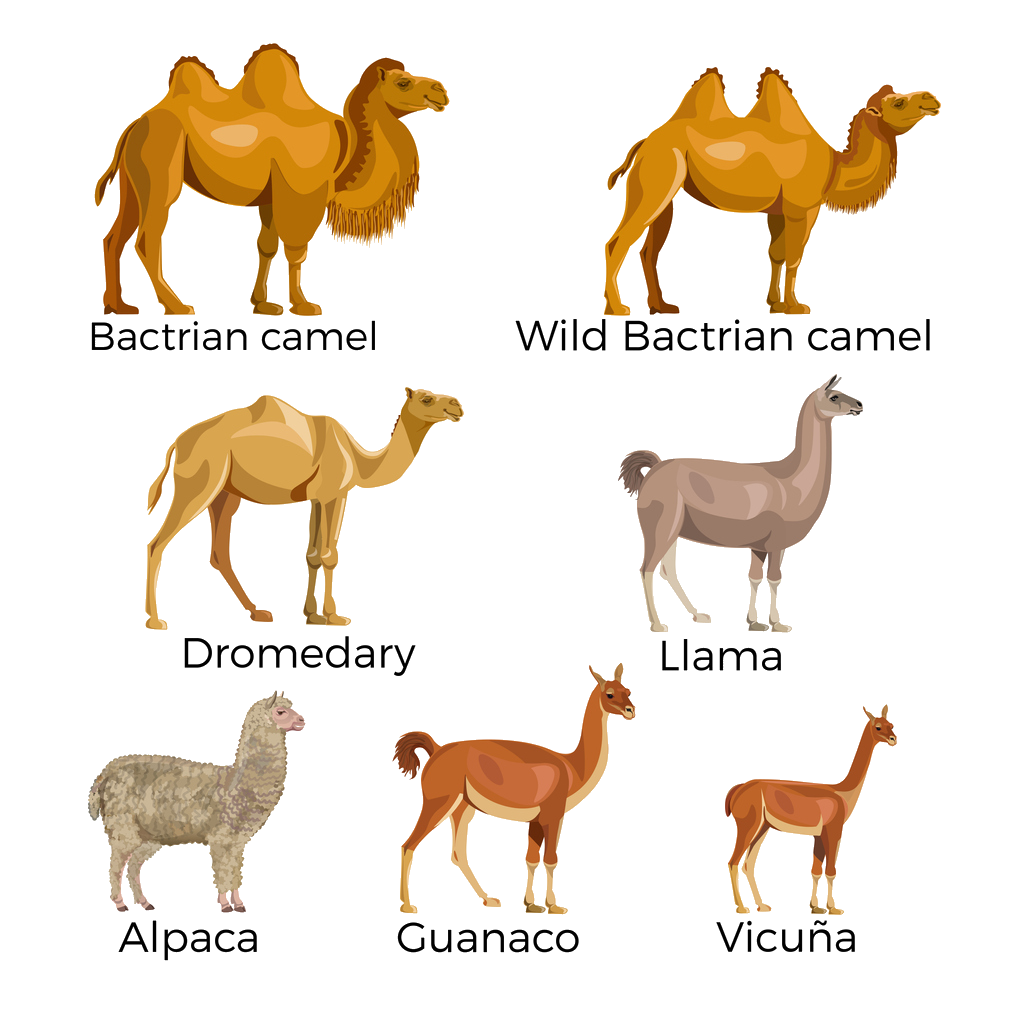 Bactrian camel
Wild Bactrian camel
Dromedary
Llama
Alpaca
Guanaco
Vicuña